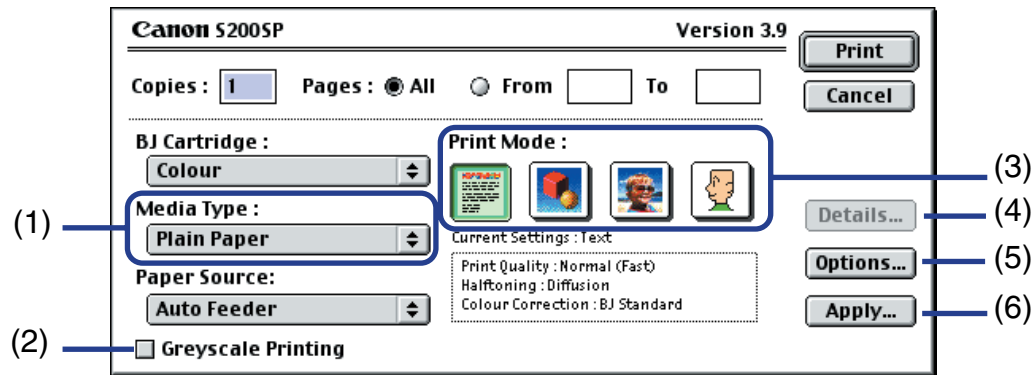 Canon S200SP Version 3.9
Print
Copies : 1 Pages : All From To
Cancel
BJ Cartridge : Print Mode :
Colour
(3)
(1)
Media Type :
Plain Paper
Details...
(4)
Current Settings : Text
Print Quality : Normal (Fast)
Halftoning : Diffusion
Colour Correction : BJ Standard
Options...
(5)
Paper Source:
Auto Feeder
Apply...
(6)
(2)
Greyscale Printing